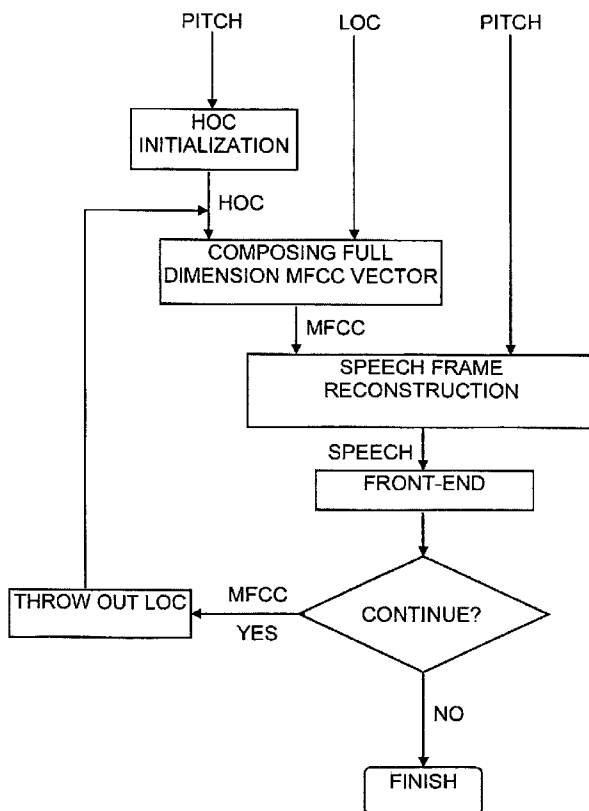 PITCH LOC PITCH
HOC
INITIALIZATION
HOC
COMPOSING FULL
DIMENSION MFCC VECTOR
MFCC
SPEECH FRAME
RECONSTRUCTION
SPEECH
FRONT-END
CONTINUE?
MFCC
YES
THROW OUT LOC
NO
FINISH